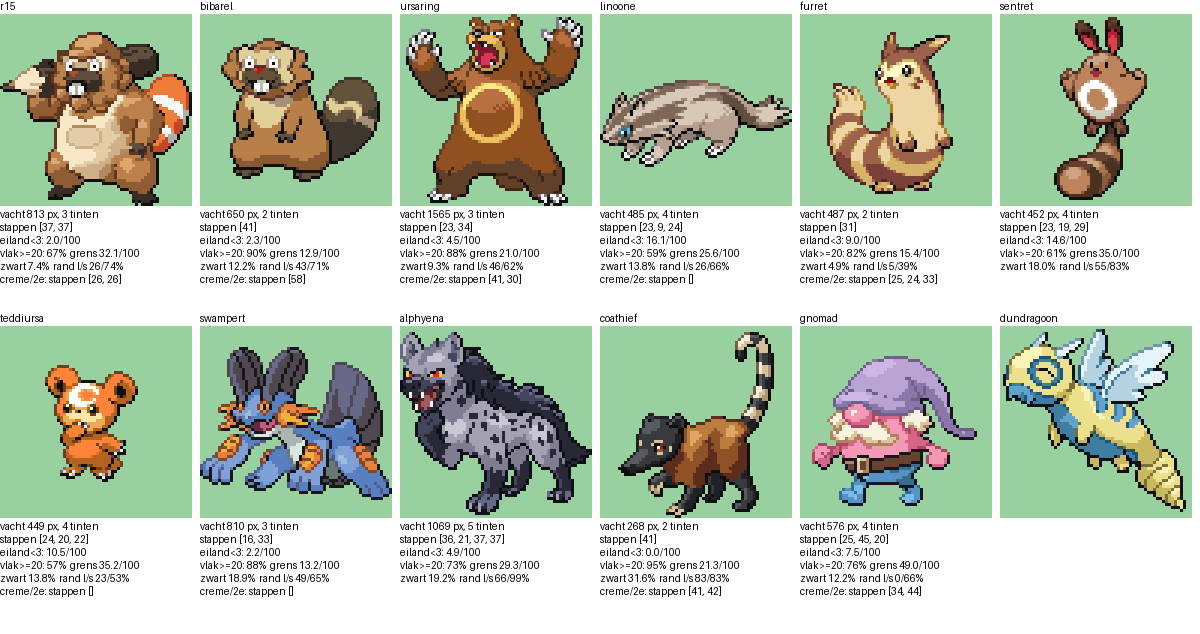 r15
bibarel
ursaring
linoone
furret
sentret
vacht 813 px, 3 tinten
stappen [37, 37]
eiland<3: 2.0/100
vlak>=20: 67% grens 32.1/100
zwart 7.4% rand l/s 26/74%
creme/2e: stappen [26, 26]
vacht 650 px, 2 tinten
stappen [41]
eiland<3: 2.3/100
vlak>=20: 90% grens 12.9/100
zwart 12.2% rand l/s 43/71%
creme/2e: stappen [58]
vacht 1565 px, 3 tinten
stappen [23, 34]
eiland<3: 4.5/100
vlak>=20: 88% grens 21.0/100
zwart 9.3% rand l/s 46/62%
creme/2e: stappen [41, 30]
vacht 485 px, 4 tinten
stappen [23, 9, 24]
eiland<3: 16.1/100
vlak>=20: 59% grens 25.6/100
zwart 13.8% rand l/s 26/66%
creme/2e: stappen []
vacht 487 px, 2 tinten
stappen [31]
eiland<3: 9.0/100
vlak>=20: 82% grens 15.4/100
zwart 4.9% rand l/s 5/39%
creme/2e: stappen [25, 24, 33]
vacht 452 px, 4 tinten
stappen [23, 19, 29]
eiland<3: 14.6/100
vlak>=20: 61% grens 35.0/100
zwart 18.0% rand l/s 55/83%
teddiursa
swampert
alphyena
coathief
gnomad
dundragoon
vacht 449 px, 4 tinten
stappen [24, 20, 22]
eiland<3: 10.5/100
vlak>=20: 57% grens 35.2/100
zwart 13.8% rand l/s 23/53%
creme/2e: stappen []
vacht 810 px, 3 tinten
stappen [16, 33]
eiland<3: 2.2/100
vlak>=20: 88% grens 13.2/100
zwart 18.9% rand l/s 49/65%
creme/2e: stappen []
vacht 1069 px, 5 tinten
stappen [36, 21, 37, 37]
eiland<3: 4.9/100
vlak>=20: 73% grens 29.3/100
zwart 19.2% rand l/s 66/99%
vacht 268 px, 2 tinten
stappen [41]
eiland<3: 0.0/100
vlak>=20: 95% grens 21.3/100
zwart 31.6% rand l/s 83/83%
creme/2e: stappen [41, 42]
vacht 576 px, 4 tinten
stappen [25, 45, 20]
eiland<3: 7.5/100
vlak>=20: 76% grens 49.0/100
zwart 12.2% rand l/s 0/66%
creme/2e: stappen [34, 44]